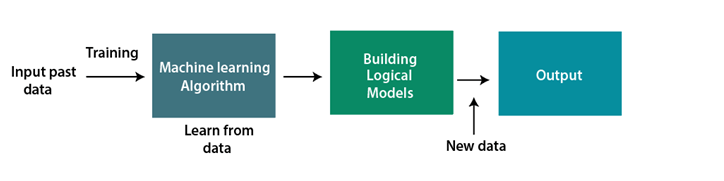 Training
Input past
data
Machine learning
Algorithm
Learn from
data
Building
Logical
Models
New data
Output